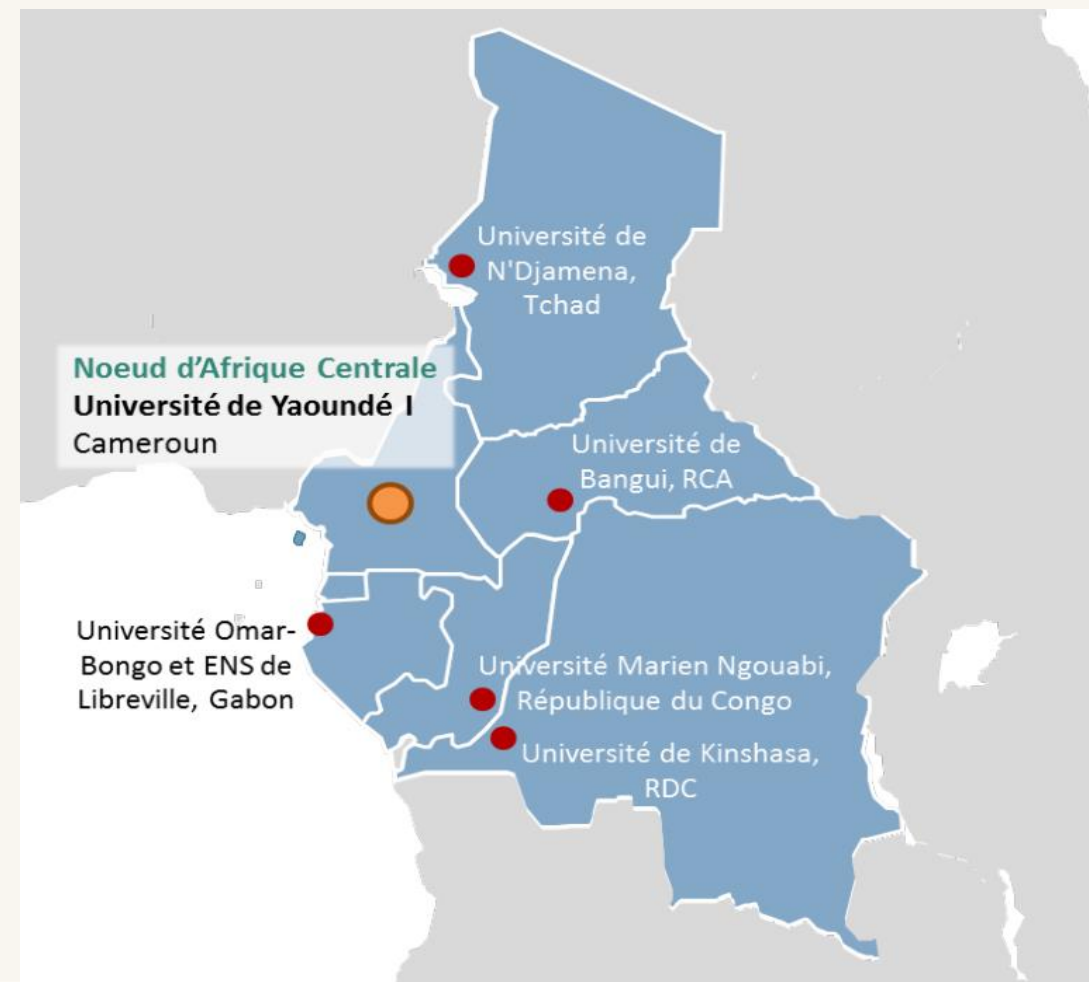 Université de
N'Djamena,
Tchad
Noeud d'Afrique Centrale
Université de Yaoundé I
Cameroun
Université de
Bangui, RCA
Université Omar-
Bongo et ENS de
Libreville, Gabon
Université Marien Ngouabi,
République du Congo
Université de Kinshasa,
RDC